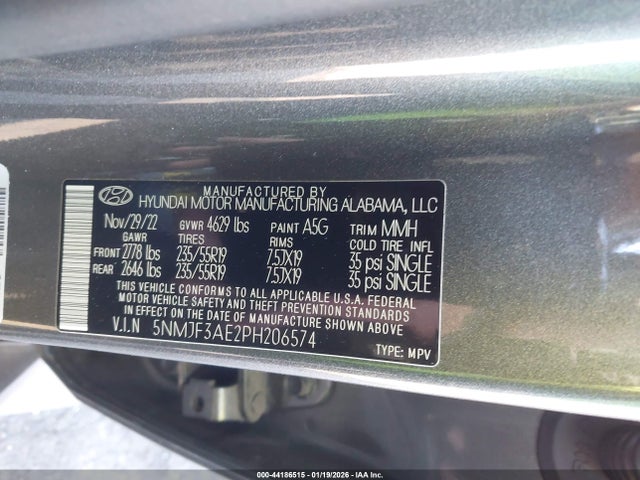 MANUFACTURED BY
HYUNDAI MOTOR MANUFACTURING ALABAMA, LLC
Nov/29/22 GVWR 4629 lbs PAINT A5G TRIM MMH
GAWR TIRES RIMS COLD TIRE INFL
FRONT 2778 lbs 235/55R19 7.5JX19 35 psi SINGLE
REAR 2646 lbs 235/55R19 7.5JX19 35 psi SINGLE
THIS VEHICLE CONFORMS TO ALL APPLICABLE U.S.A. FEDERAL
MOTOR VEHICLE SAFETY AND THEFT PREVENTION STANDARDS IN
EFFECT ON THE DATE OF MANUFACTURE SHOWN ABOVE.
V.I.N 5NMJF3AE2PH206574
TYPE: MPV
000-44186515 - 01/19/2026 - IAA Inc.